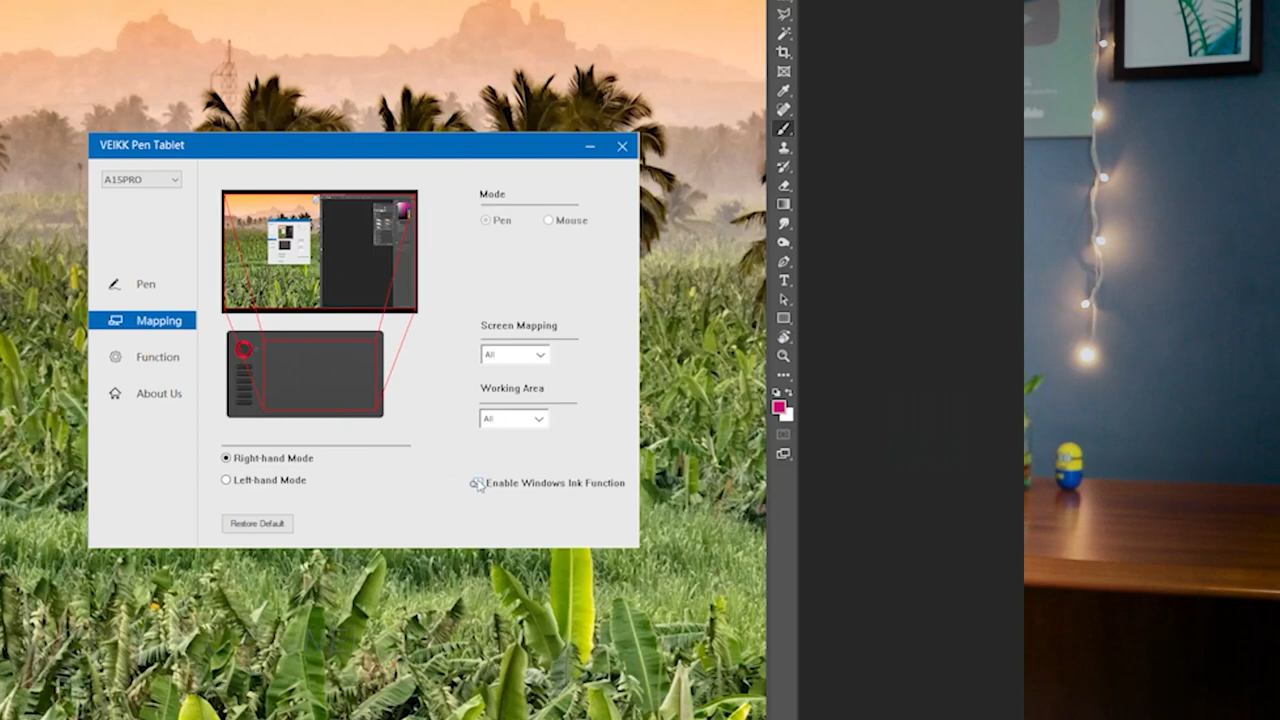 VEIKK Pen Tablet
A15PRO
Mode
Pen
Mouse
Pen
Mapping
Screen Mapping
All
Function
Working Area
About Us
All
Right-hand Mode
Left-hand Mode
Enable Windows Ink Function
Restore Default